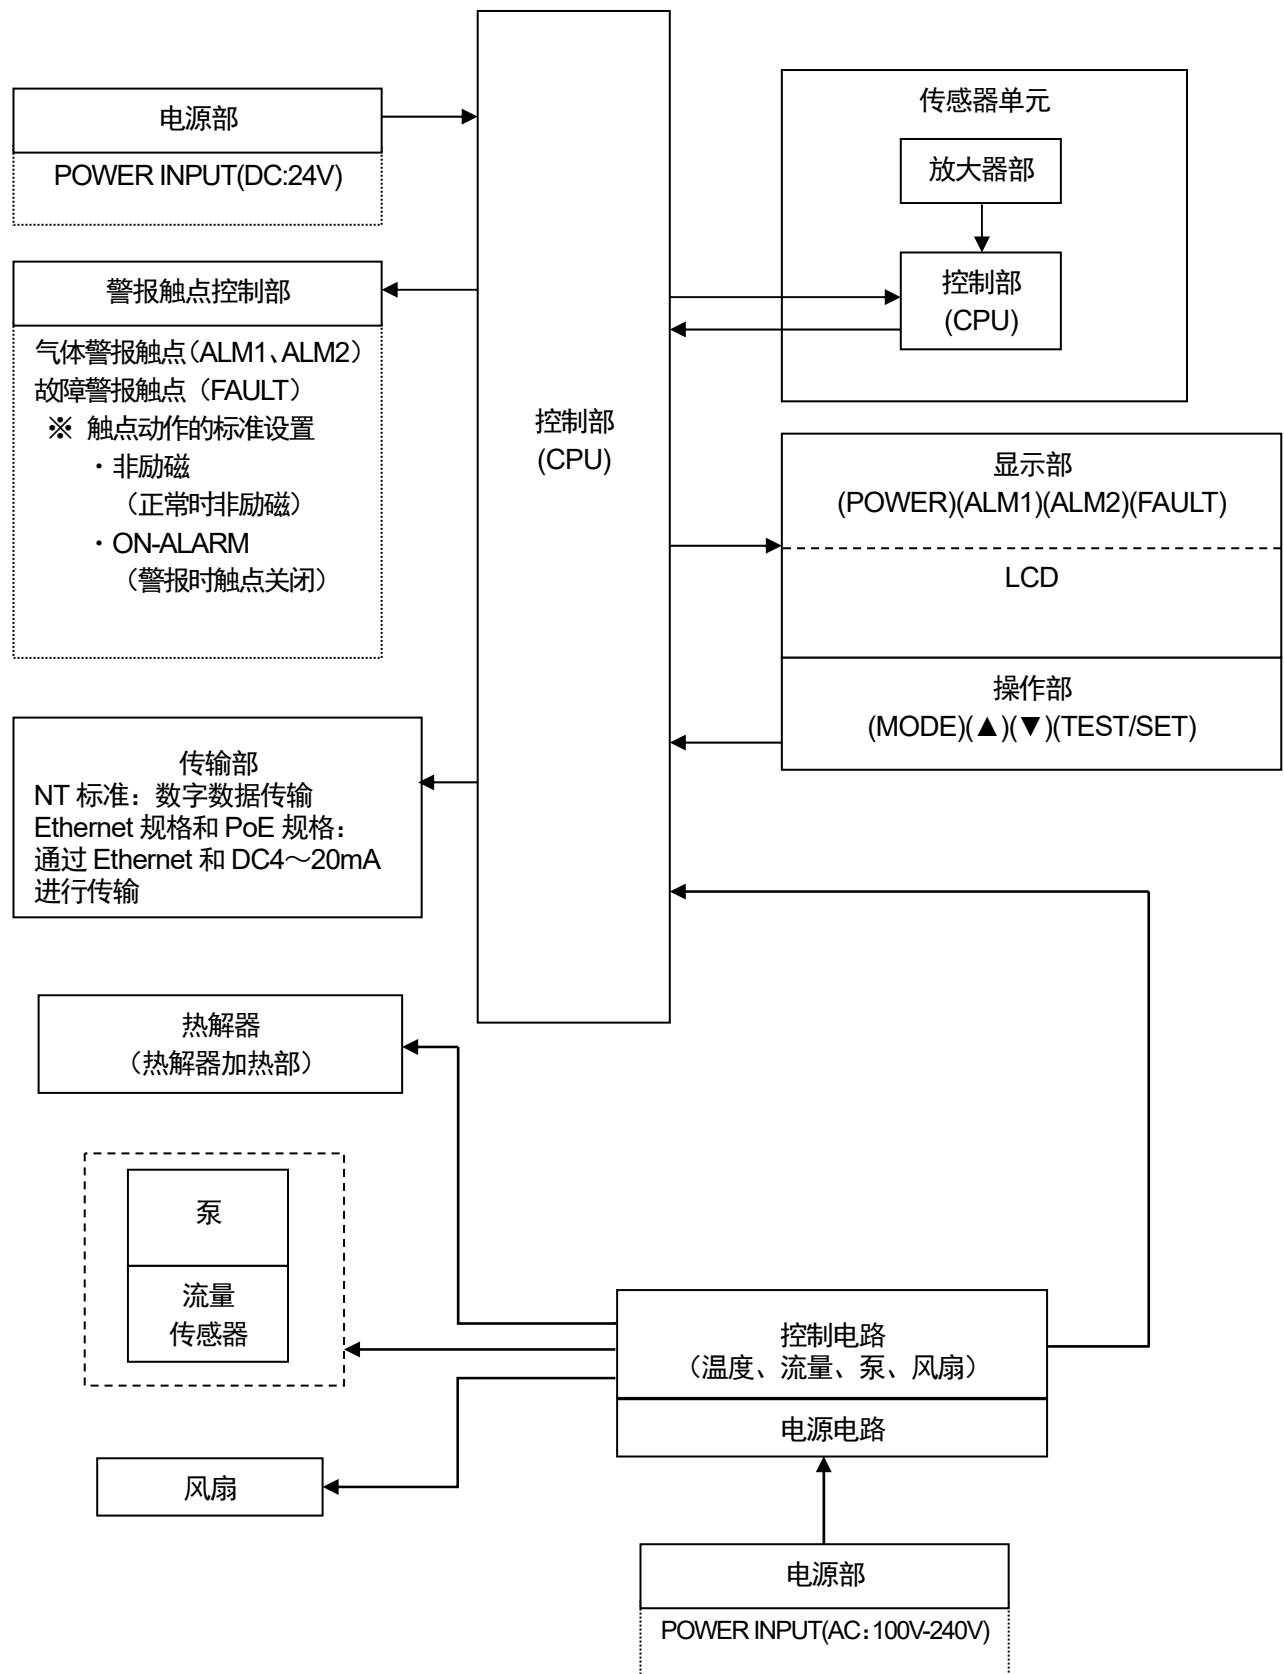 电源部
POWER INPUT(DC:24V)
警报触点控制部
气体警报触点（ALM1、ALM2）
故障警报触点（FAULT）
※ 触点动作的标准设置
・非励磁
（正常时非励磁）
・ON-ALARM
（警报时触点关闭）
传输部
NT 标准：数字数据传输
Ethernet 规格和 PoE 规格：
通过 Ethernet 和 DC4～20mA
进行传输
控制部
(CPU)
传感器单元
放大器部
控制部
(CPU)
显示部
(POWER)(ALM1)(ALM2)(FAULT)
LCD
操作部
(MODE)(▲)(▼)(TEST/SET)
热解器
（热解器加热部）
泵
流量
传感器
风扇
控制电路
（温度、流量、泵、风扇）
电源电路
电源部
POWER INPUT(AC：100V-240V)